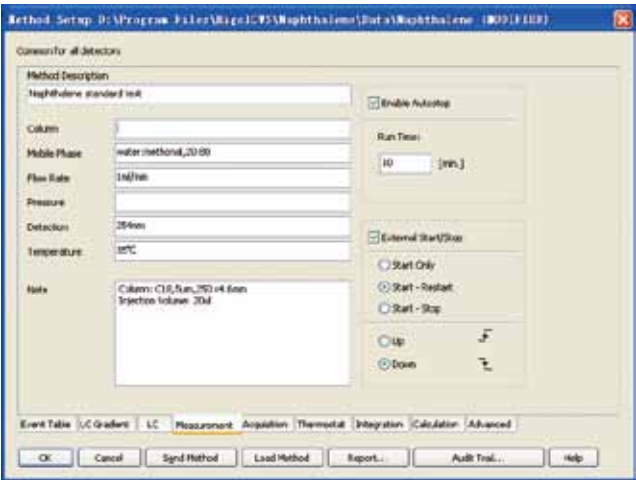 Method Setup D:\Program Files\RigolCWS\Naphthalene\Data\Naphthalene (MODIFIED)
Common for all detectors
Method Description
Naphthalene standard test
Enable Autostop
Column
Run Time:
Mobile Phase
water:methonal,20:80
10 [min.]
Flow Rate
1ml/min
Pressure
Detection
254nm
External Start/Stop
Temperature
Start Only
Note
Column: C18,5um,250 x4.6mm
Start - Restart
Injection Volume: 20ul
Start - Stop
Up
Down
Event Table LC Gradient LC Measurement Acquisition Thermostat Integration Calculation Advanced
OK Cancel Send Method Load Method Report... Audit Trail... Help